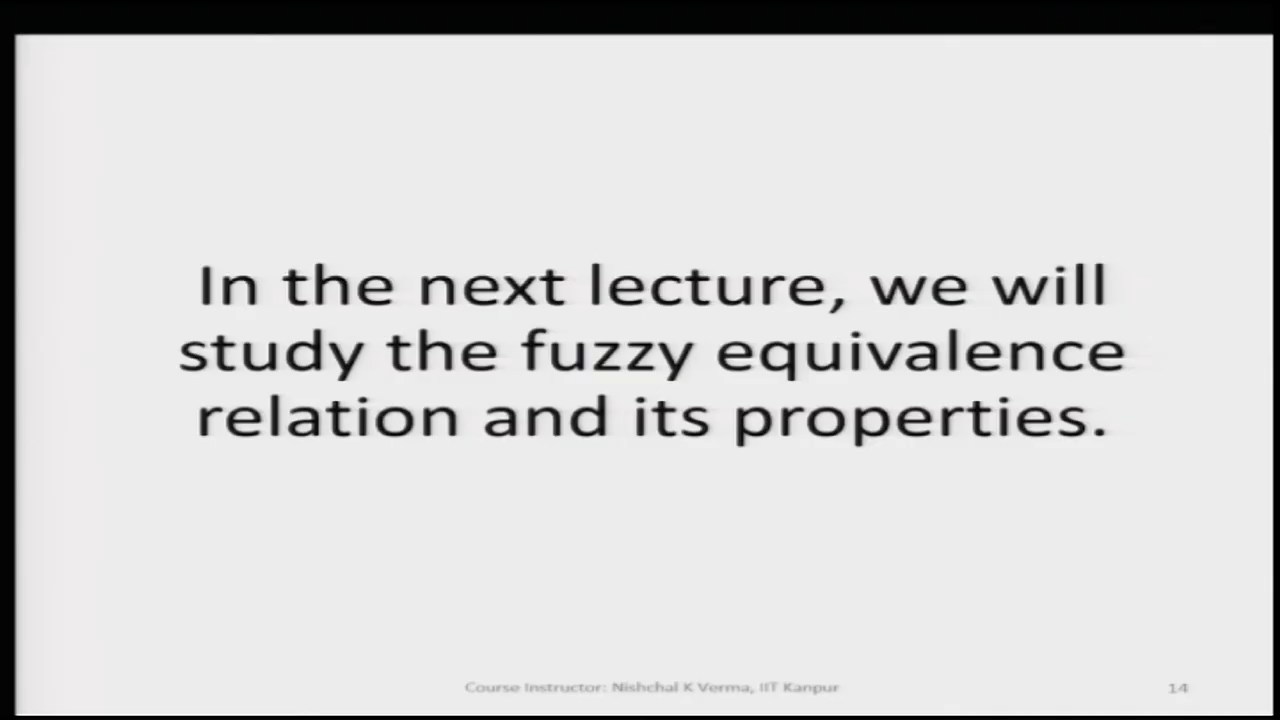 In the next lecture, we will
study the fuzzy equivalence
relation and its properties.
Course Instructor: Nishchal K Verma, IIT Kanpur
14